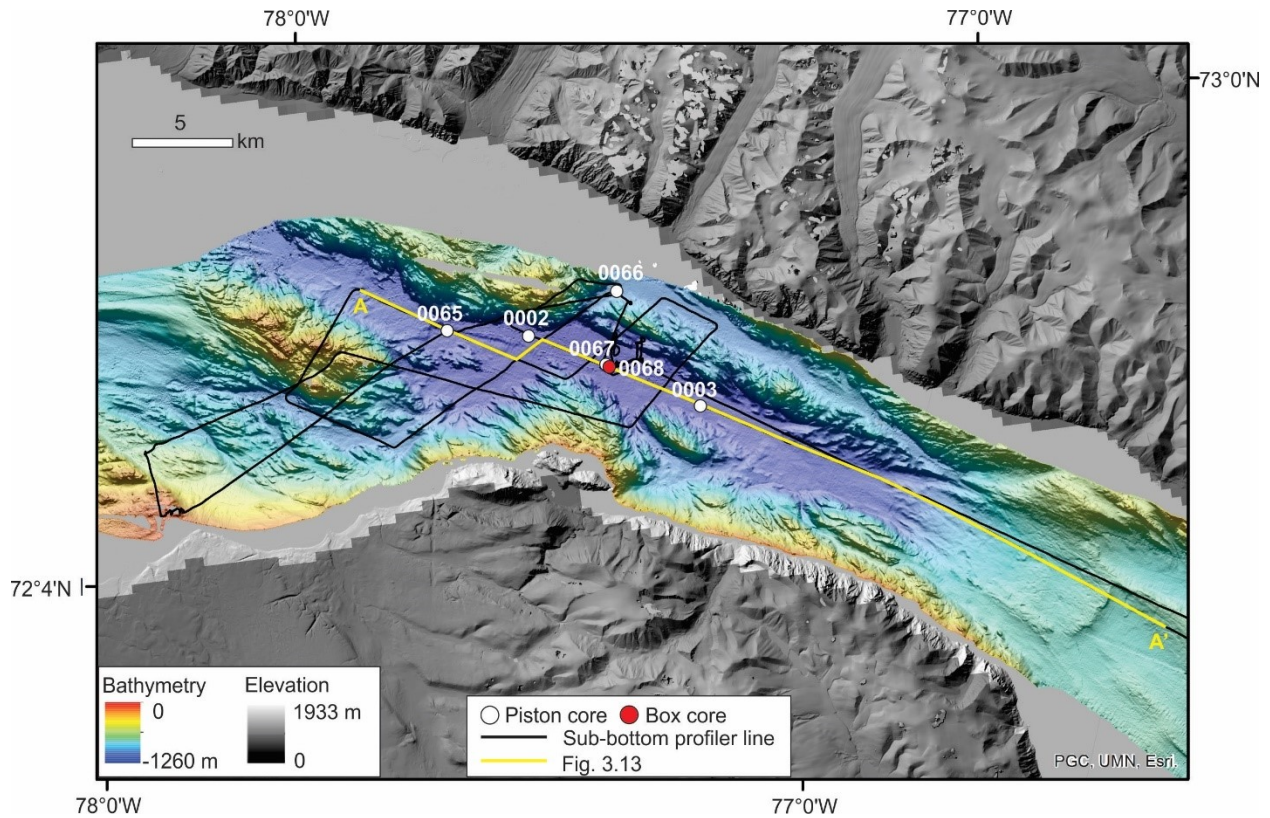 78°0'W
77°0'W
73°0'N
5
km
0066
0065
0002
A
0067
0068
0003
72°4'N
A'
Bathymetry
Elevation
0
1933 m
-1260 m
0
Piston core
Box core
Sub-bottom profiler line
Fig. 3.13
PGC, UMN, Esri,
78°0'W
77°0'W